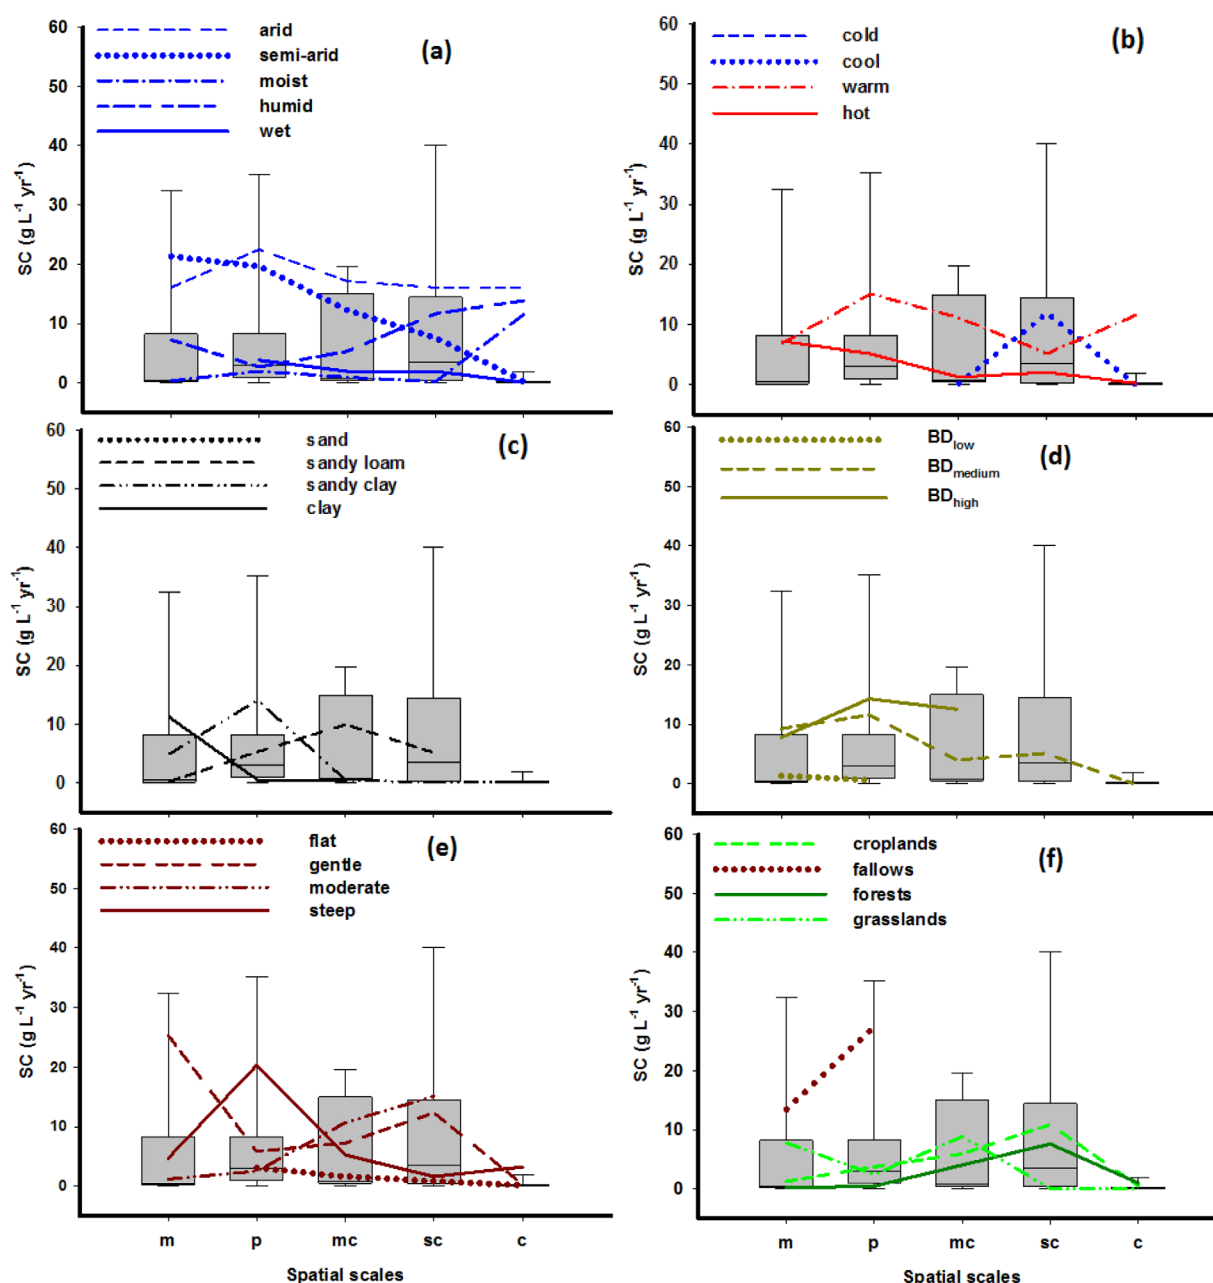 60
50
40
30
20
10
0
SC (g L⁻¹ yr⁻¹)
arid
semi-arid
moist
humid
wet
(a)
60
50
40
30
20
10
0
SC (g L⁻¹ yr⁻¹)
cold
cool
warm
hot
(b)
60
50
40
30
20
10
0
SC (g L⁻¹ yr⁻¹)
sand
sandy loam
sandy clay
clay
(c)
60
50
40
30
20
10
0
SC (g L⁻¹ yr⁻¹)
BDlow
BDmedium
BDhigh
(d)
60
50
40
30
20
10
0
SC (g L⁻¹ yr⁻¹)
flat
gentle
moderate
steep
(e)
m p mc sc c
Spatial scales
60
50
40
30
20
10
0
SC (g L⁻¹ yr⁻¹)
croplands
fallows
forests
grasslands
(f)
m p mc sc c
Spatial scales